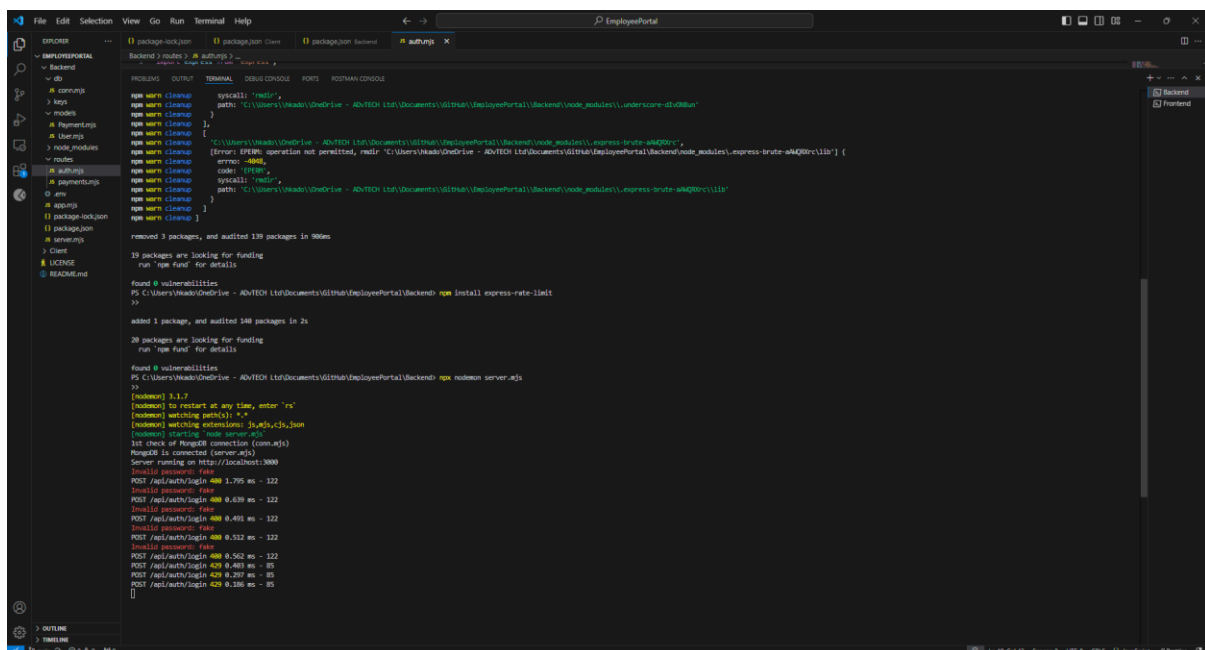 File Edit Selection View Go Run Terminal Help
EmployeePortal
EXPLORER
package-lock.json
package.json Client
package.json Backend
auth.mjs
EMPLOYEEPORTAL
Backend
db
conn.mjs
keys
models
Payment.mjs
User.mjs
node_modules
routes
auth.mjs
payments.mjs
.env
app.mjs
package-lock.json
package.json
server.mjs
Client
LICENSE
README.md
OUTLINE
TIMELINE
Backend > routes > auth.mjs > ...
PROBLEMS OUTPUT TERMINAL DEBUG CONSOLE PORTS POSTMAN CONSOLE
Backend
Frontend
npm warn cleanup syscall: 'rmdir',
npm warn cleanup }
npm warn cleanup ],
npm warn cleanup [
npm warn cleanup errno: -4048,
npm warn cleanup code: 'EPERM',
npm warn cleanup syscall: 'rmdir',
npm warn cleanup }
npm warn cleanup ]
npm warn cleanup ]
removed 3 packages, and audited 139 packages in 906ms
19 packages are looking for funding
run `npm fund` for details
found 0 vulnerabilities
PS C:\Users\hkado\OneDrive - ADvTECH Ltd\Documents\GitHub\EmployeePortal\Backend> npm install express-rate-limit
>>
added 1 package, and audited 140 packages in 2s
20 packages are looking for funding
run `npm fund` for details
found 0 vulnerabilities
PS C:\Users\hkado\OneDrive - ADvTECH Ltd\Documents\GitHub\EmployeePortal\Backend> npx nodemon server.mjs
>>
[nodemon] 3.1.7
[nodemon] to restart at any time, enter `rs`
[nodemon] watching path(s): *.*
[nodemon] watching extensions: js,mjs,cjs,json
[nodemon] starting `node server.mjs`
1st check of MongoDB connection (conn.mjs)
MongoDB is connected (server.mjs)
Server running on http://localhost:3000
Invalid password: fake
POST /api/auth/login 400 1.795 ms - 122
Invalid password: fake
POST /api/auth/login 400 0.639 ms - 122
Invalid password: fake
POST /api/auth/login 400 0.491 ms - 122
Invalid password: fake
POST /api/auth/login 400 0.512 ms - 122
Invalid password: fake
POST /api/auth/login 400 0.562 ms - 122
POST /api/auth/login 429 0.403 ms - 85
POST /api/auth/login 429 0.297 ms - 85
POST /api/auth/login 429 0.186 ms - 85